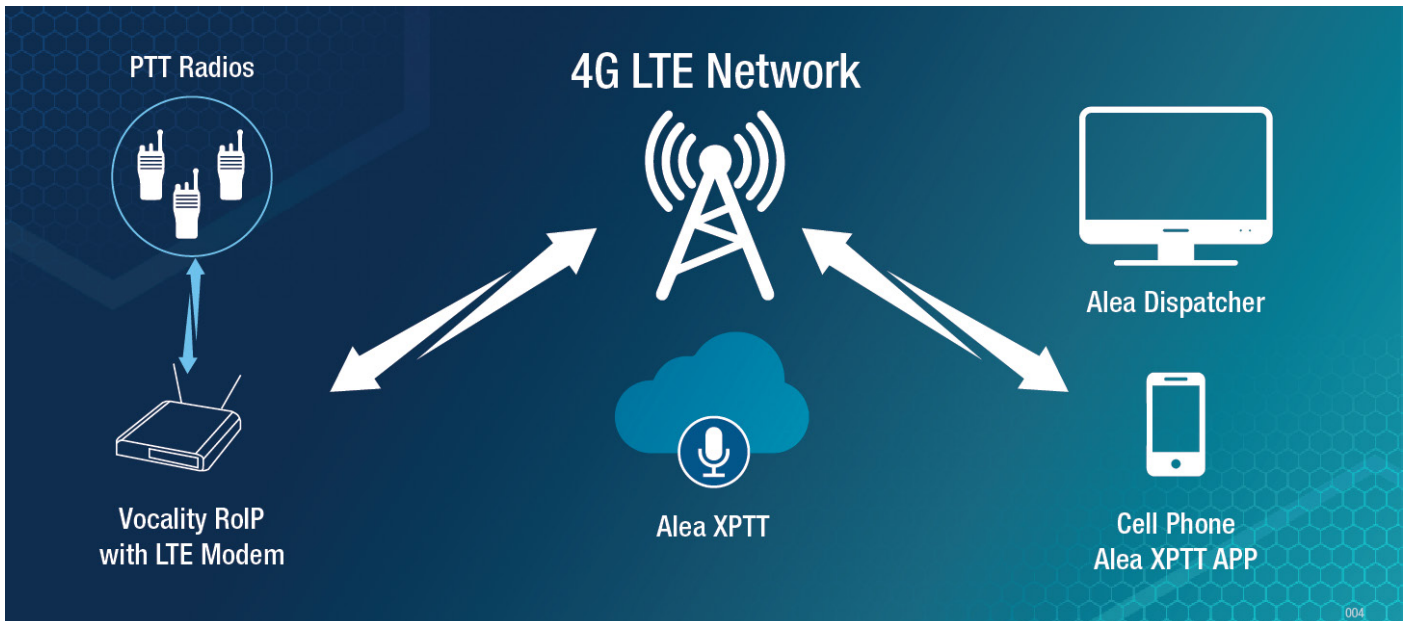 PTT Radios
4G LTE Network
Alea Dispatcher
Vocality RoIP
with LTE Modem
Alea XPTT
Cell Phone
Alea XPTT APP
004